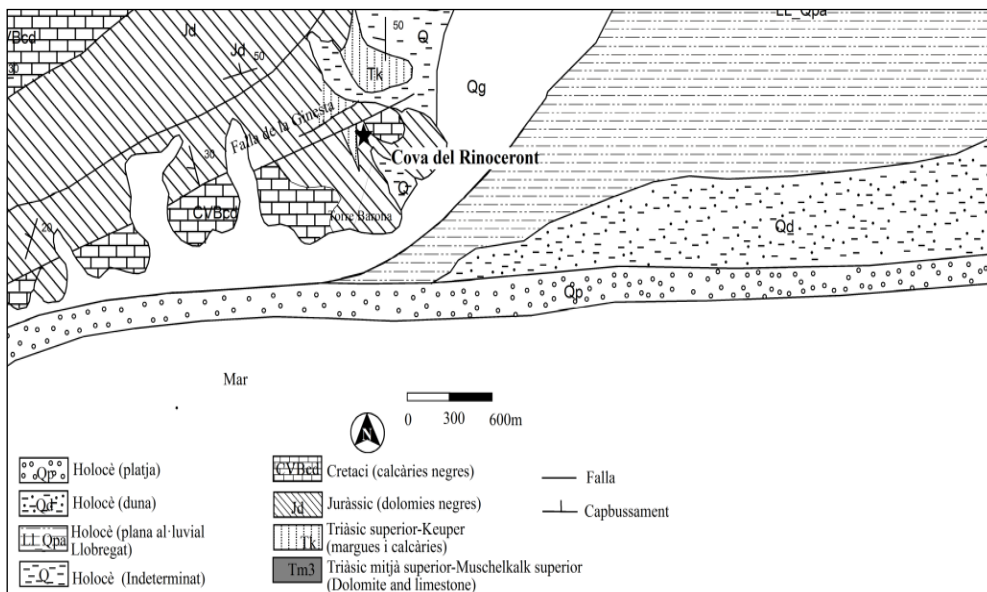 50
Q
LL_Qpa
VBcd
Jd
Jd
50
30
Tk
Qg
Falla de la Ginesta
Cova del Rinoceront
30
Q
CVBcd
Torre Barona
20
Qd
Qp
Mar
N
0 300 600m
Qp Holocè (platja)
Qd Holocè (duna)
Ll_Qpa Holocè (plana al·luvial
Llobregat
Q Holocè (Indeterminat)
CVBcd Cretaci (calcàries negres)
Jd Juràssic (dolomies negres)
Tk Triàsic superior-Keuper
(margues i calcàries)
Tm3 Triàsic mitjà superior-Muschelkalk superior
(Dolomite and limestone)
Falla
Capbussament